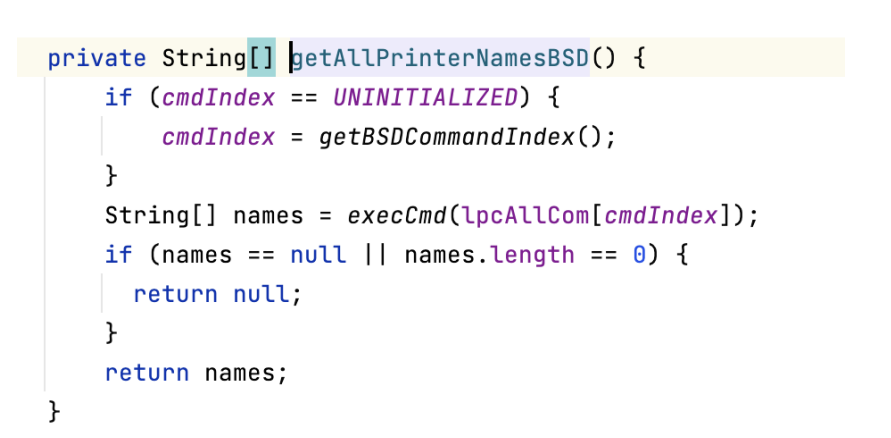 private String[] getAllPrinterNamesBSD() {
    if (cmdIndex == UNINITIALIZED) {
        cmdIndex = getBSDCommandIndex();
    }
    String[] names = execCmd(lpcAllCom[cmdIndex]);
    if (names == null || names.length == 0) {
      return null;
    }
    return names;
}